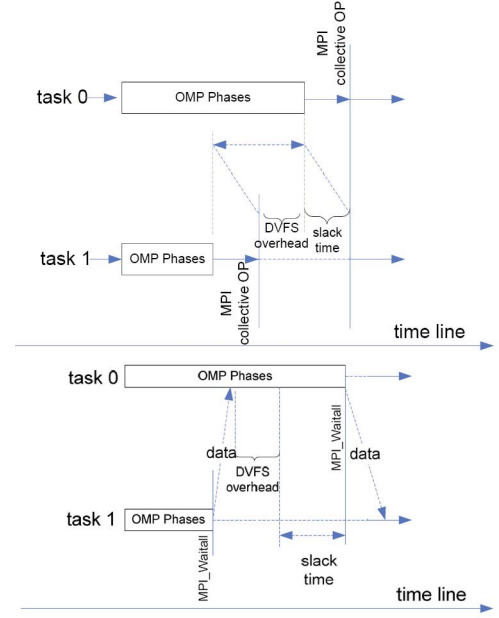 MPI
collective OP
task 0
OMP Phases
DVFS
overhead
slack
time
task 1
OMP Phases
MPI
collective OP
time line
task 0
OMP Phases
data
DVFS
overhead
MPI_Waitall
data
task 1
OMP Phases
MPI_Waitall
slack
time
time line